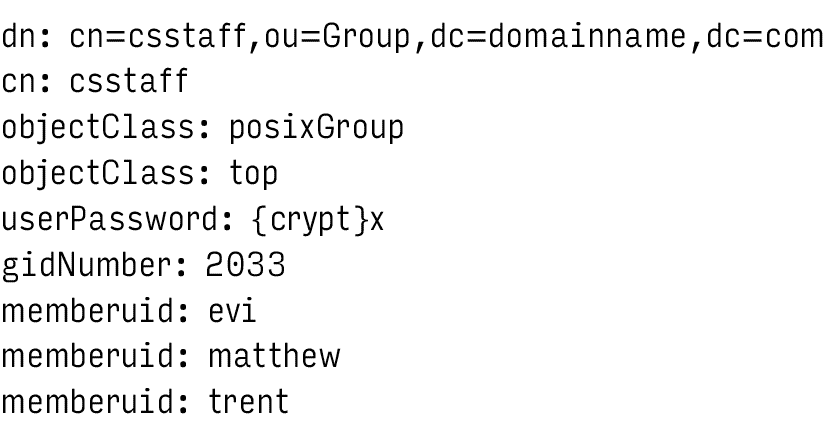 dn: cn=csstaff,ou=Group,dc=domainname,dc=com
cn: csstaff
objectClass: posixGroup
objectClass: top
userPassword: {crypt}x
gidNumber: 2033
memberuid: evi
memberuid: matthew
memberuid: trent